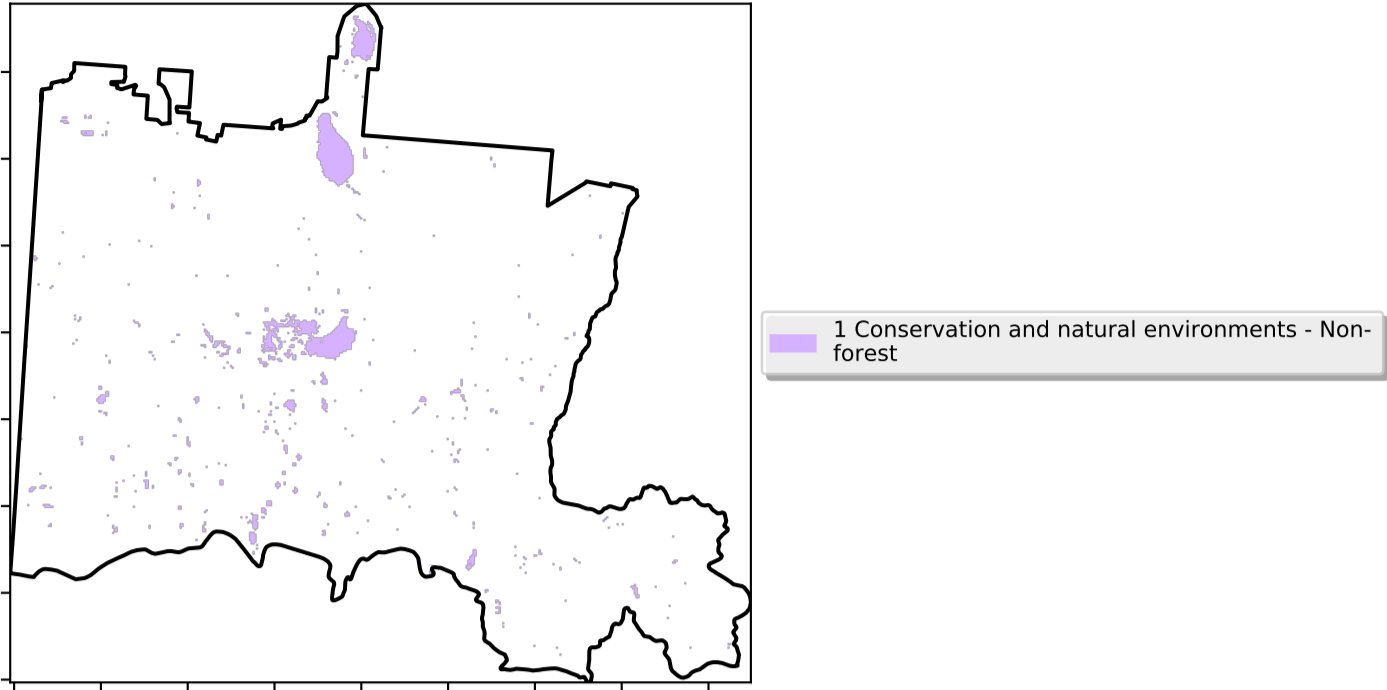 1 Conservation and natural environments - Non-
forest